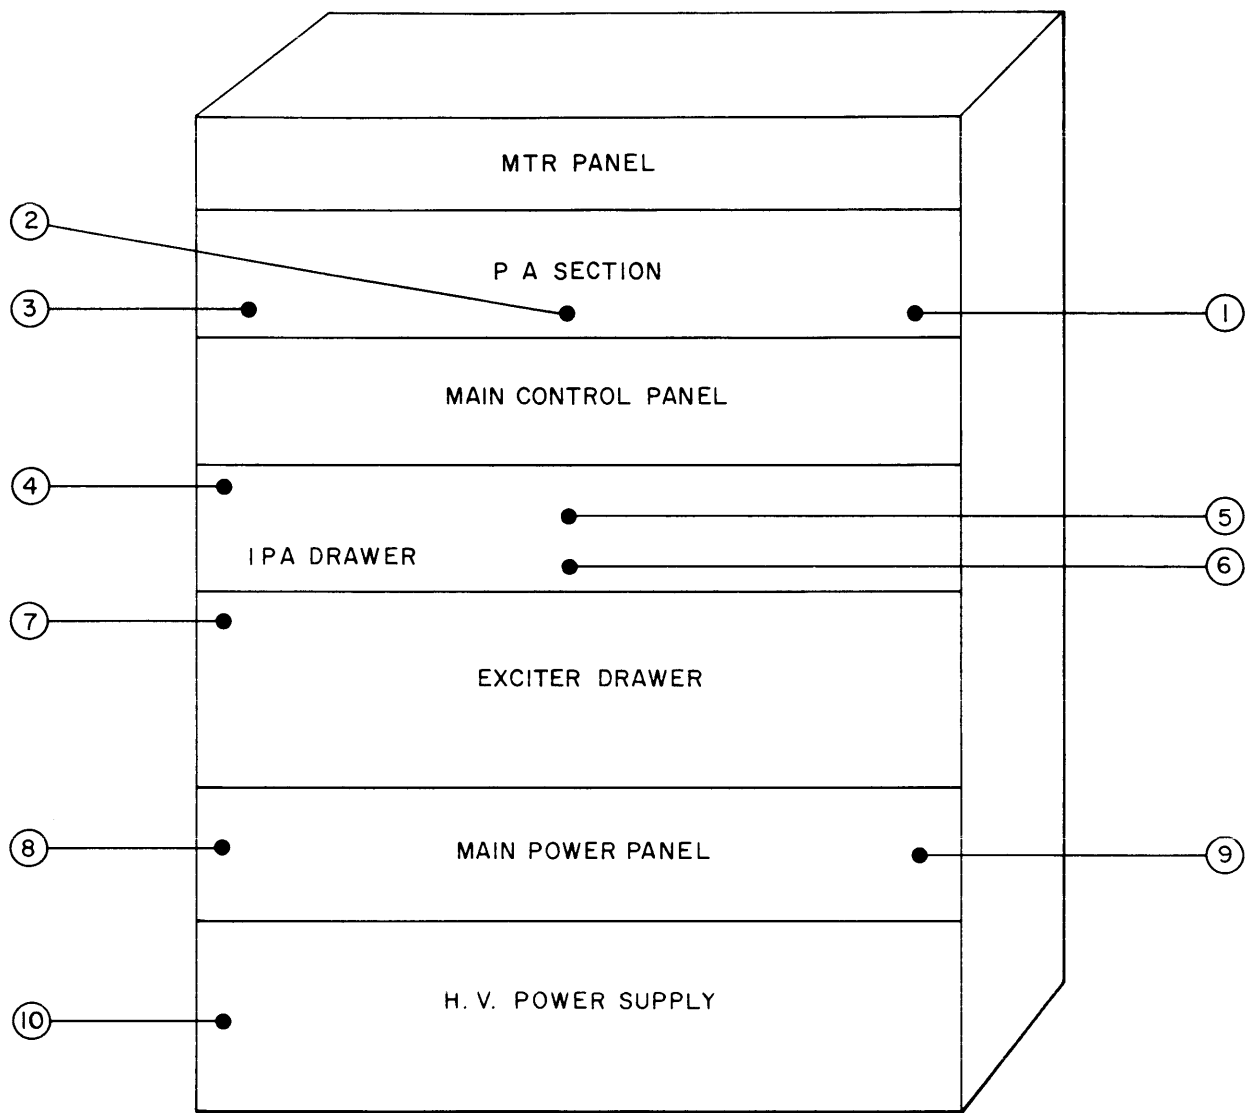 MTR PANEL
2
P A SECTION
3
1
MAIN CONTROL PANEL
4
5
IPA DRAWER
6
7
EXCITER DRAWER
8
MAIN POWER PANEL
9
H. V. POWER SUPPLY
10